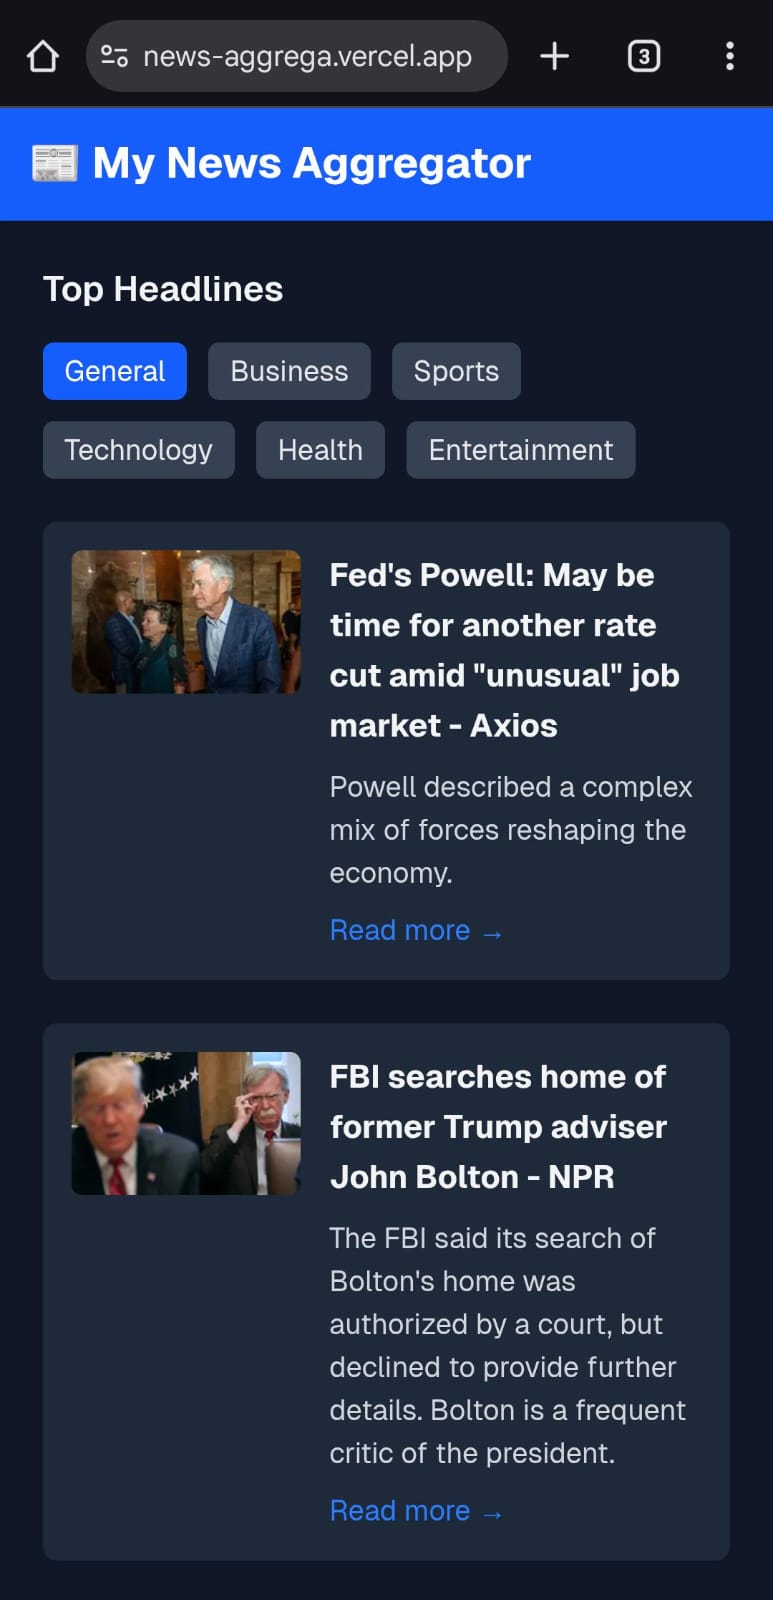 news-aggrega.vercel.app
3
My News Aggregator
Top Headlines
General
Business
Sports
Technology
Health
Entertainment
Fed's Powell: May be
time for another rate
cut amid "unusual" job
market - Axios
Powell described a complex
mix of forces reshaping the
economy.
Read more →
FBI searches home of
former Trump adviser
John Bolton - NPR
The FBI said its search of
Bolton's home was
authorized by a court, but
declined to provide further
details. Bolton is a frequent
critic of the president.
Read more →